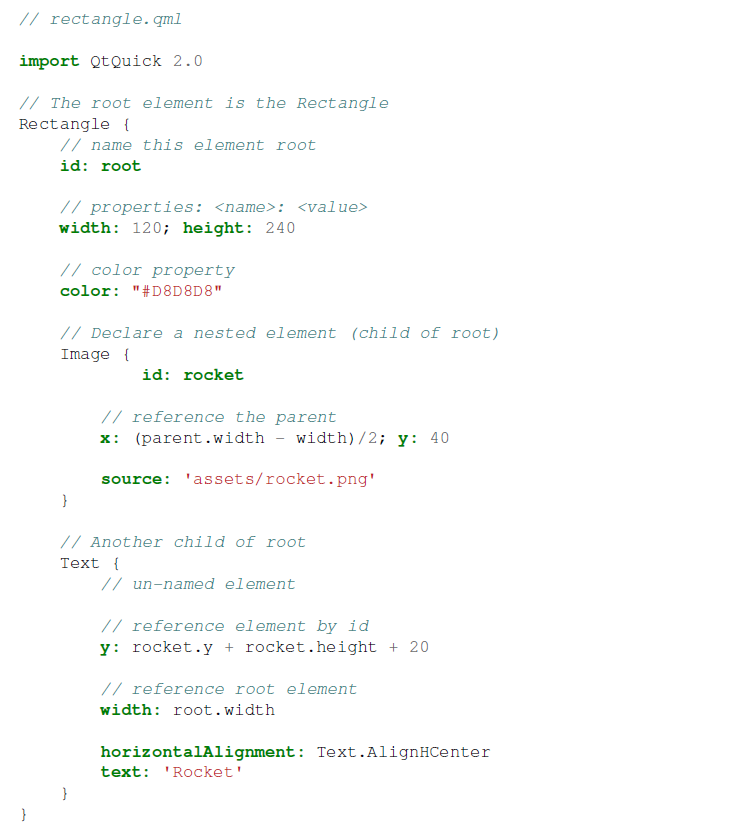 // rectangle.qml
import QtQuick 2.0
// The root element is the Rectangle
Rectangle {
// name this element root
id: root
// properties: <name>: <value>
width: 120; height: 240
// color property
color: "#D8D8D8"
// Declare a nested element (child of root)
Image {
id: rocket
// reference the parent
x: (parent.width - width)/2; y: 40
source: 'assets/rocket.png'
}
// Another child of root
Text {
// un-named element
// reference element by id
y: rocket.y + rocket.height + 20
// reference root element
width: root.width
horizontalAlignment: Text.AlignHCenter
text: 'Rocket'
}
}